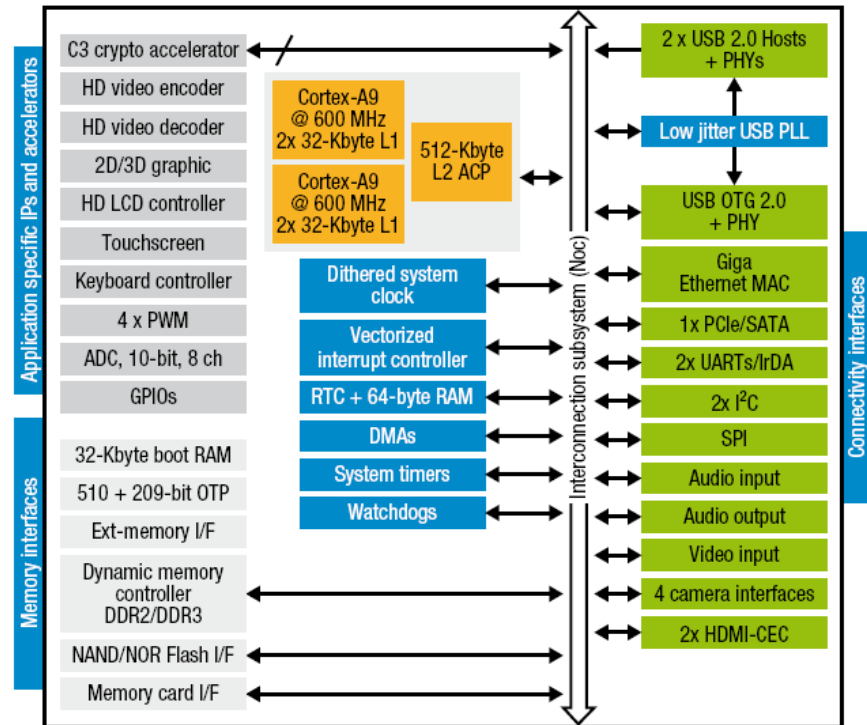 Application specific IPs and accelerators
C3 crypto accelerator
HD video encoder
HD video decoder
2D/3D graphic
HD LCD controller
Touchscreen
Keyboard controller
4 x PWM
ADC, 10-bit, 8 ch
GPIOs
Memory interfaces
32-Kbyte boot RAM
510 + 209-bit OTP
Ext-memory I/F
Dynamic memory
controller
DDR2/DDR3
NAND/NOR Flash I/F
Memory card I/F
Cortex-A9
@ 600 MHz
2x 32-Kbyte L1
Cortex-A9
@ 600 MHz
2x 32-Kbyte L1
512-Kbyte
L2 ACP
Dithered system
clock
Vectorized
interrupt controller
RTC + 64-byte RAM
DMAs
System timers
Watchdogs
Interconnection subsystem (Noc)
2 x USB 2.0 Hosts
+ PHYs
Low jitter USB PLL
USB OTG 2.0
+ PHY
Giga
Ethernet MAC
1x PCIe/SATA
2x UARTs/IrDA
2x I²C
SPI
Audio input
Audio output
Video input
4 camera interfaces
2x HDMI-CEC
Connectivity interfaces